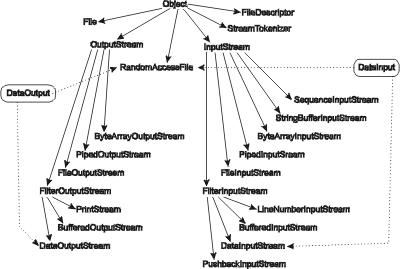 Object
File
FileDescriptor
StreamTokenizer
OutputStream
InputStream
RandomAccessFile
DataInput
DataOutput
SequenceInputStream
StringBufferInputStream
ByteArrayOutputStream
ByteArrayInputStream
PipedOutputStream
PipedInputSream
FileOutputStream
FileInputStream
FilterOutputStream
FilterInputStream
PrintStream
LineNumberInputStream
BufferedOutputStream
BufferedInputStream
DataOutputStream
DataInputStream
PushbackInputStream